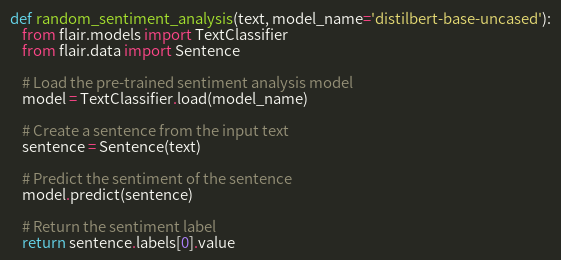 def random_sentiment_analysis(text, model_name='distilbert-base-uncased'):
from flair.models import TextClassifier
from flair.data import Sentence
# Load the pre-trained sentiment analysis model
model = TextClassifier.load(model_name)
# Create a sentence from the input text
sentence = Sentence(text)
# Predict the sentiment of the sentence
model.predict(sentence)
# Return the sentiment label
return sentence.labels[0].value